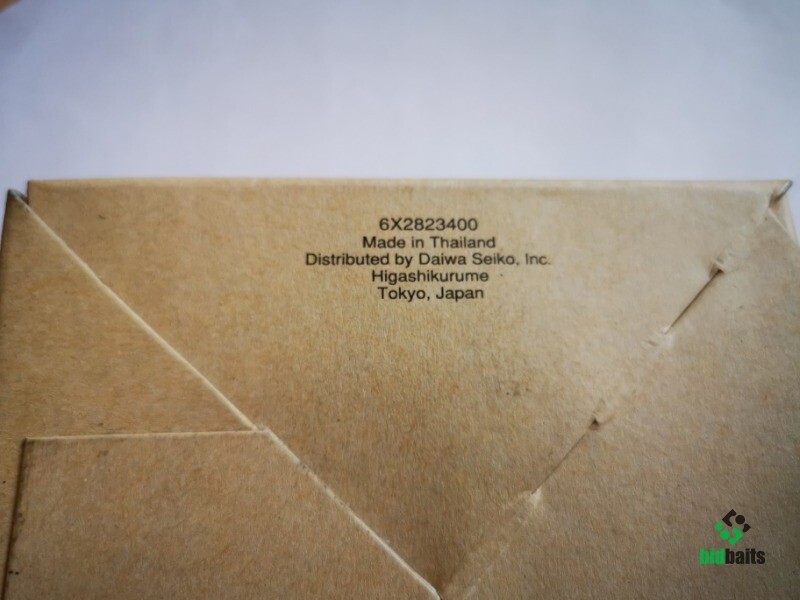 6X2823400
Made in Thailand
Distributed by Daiwa Seiko, Inc.
Higashikurume
Tokyo, Japan
bidbaits